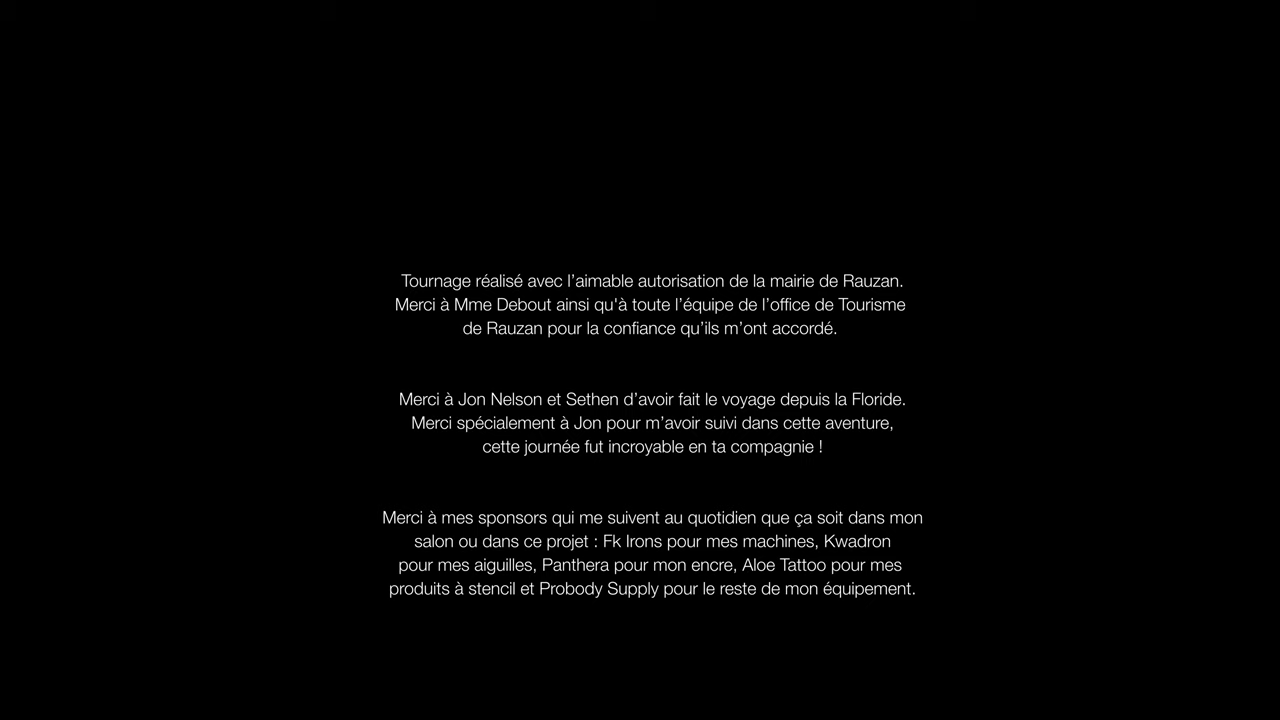 Tournage réalisé avec l’aimable autorisation de la mairie de Rauzan.
Merci à Mme Debout ainsi qu'à toute l’équipe de l’office de Tourisme
de Rauzan pour la confiance qu’ils m’ont accordé.
Merci à Jon Nelson et Sethen d’avoir fait le voyage depuis la Floride.
Merci spécialement à Jon pour m’avoir suivi dans cette aventure,
cette journée fut incroyable en ta compagnie !
Merci à mes sponsors qui me suivent au quotidien que ça soit dans mon
salon ou dans ce projet : Fk Irons pour mes machines, Kwadron
pour mes aiguilles, Panthera pour mon encre, Aloe Tattoo pour mes
produits à stencil et Probody Supply pour le reste de mon équipement.